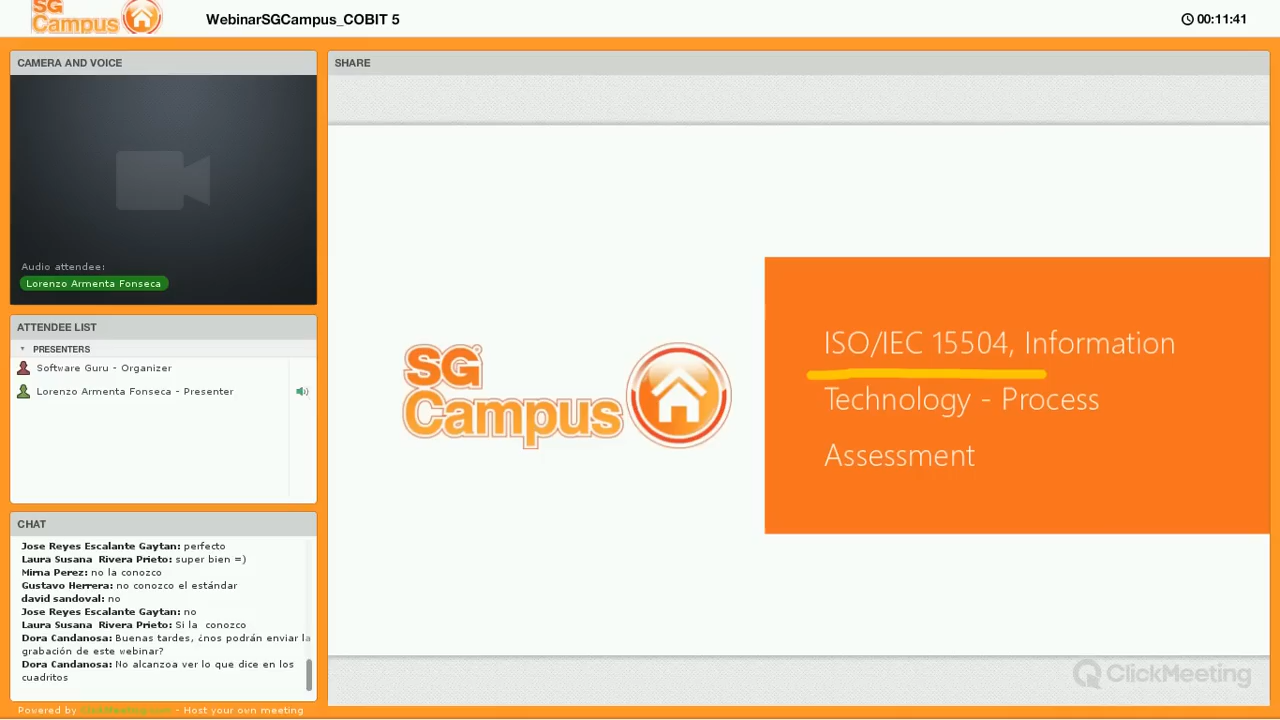 SG
Campus
WebinarSGCampus_COBIT 5
00:11:41
CAMERA AND VOICE
Audio attendee:
Lorenzo Armenta Fonseca
ATTENDEE LIST
PRESENTERS
Software Guru - Organizer
Lorenzo Armenta Fonseca - Presenter
CHAT
Jose Reyes Escalante Gaytan: perfecto
Laura Susana Rivera Prieto: super bien =)
Mirna Perez: no la conozco
Gustavo Herrera: no conozco el estándar
david sandoval: no
Jose Reyes Escalante Gaytan: no
Laura Susana Rivera Prieto: Si la conozco
Dora Candanosa: Buenas tardes, ¿nos podrán enviar la
grabación de este webinar?
Dora Candanosa: No alcanzoa ver lo que dice en los
cuadritos
Powered by ClickMeeting.com - Host your own meeting
SHARE
SG
Campus
ISO/IEC 15504, Information
Technology - Process
Assessment
ClickMeeting